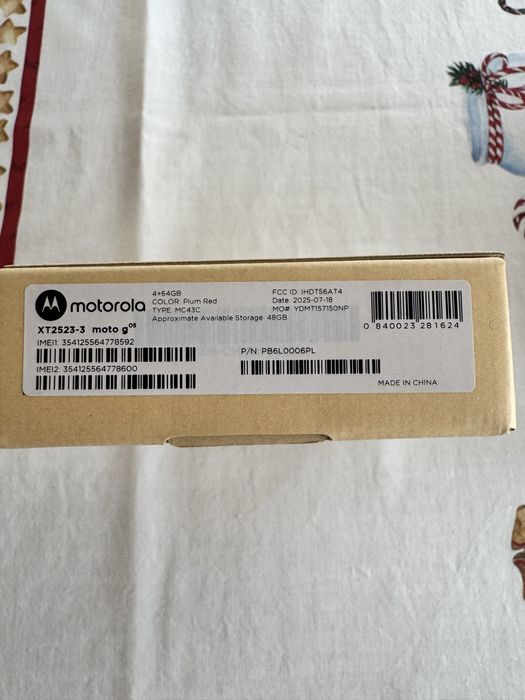 motorola
4+64GB
COLOR: Plum Red
TYPE: MC43C
Approximate Available Storage: 48GB
FCC ID: IHDT56AT4
Date: 2025-07-18
MO# YDMT157150NP
0 840023 281624
XT2523-3 moto g05
IMEI1: 354125564778592
IMEI2: 354125564778600
P/N: PB6L0006PL
MADE IN CHINA